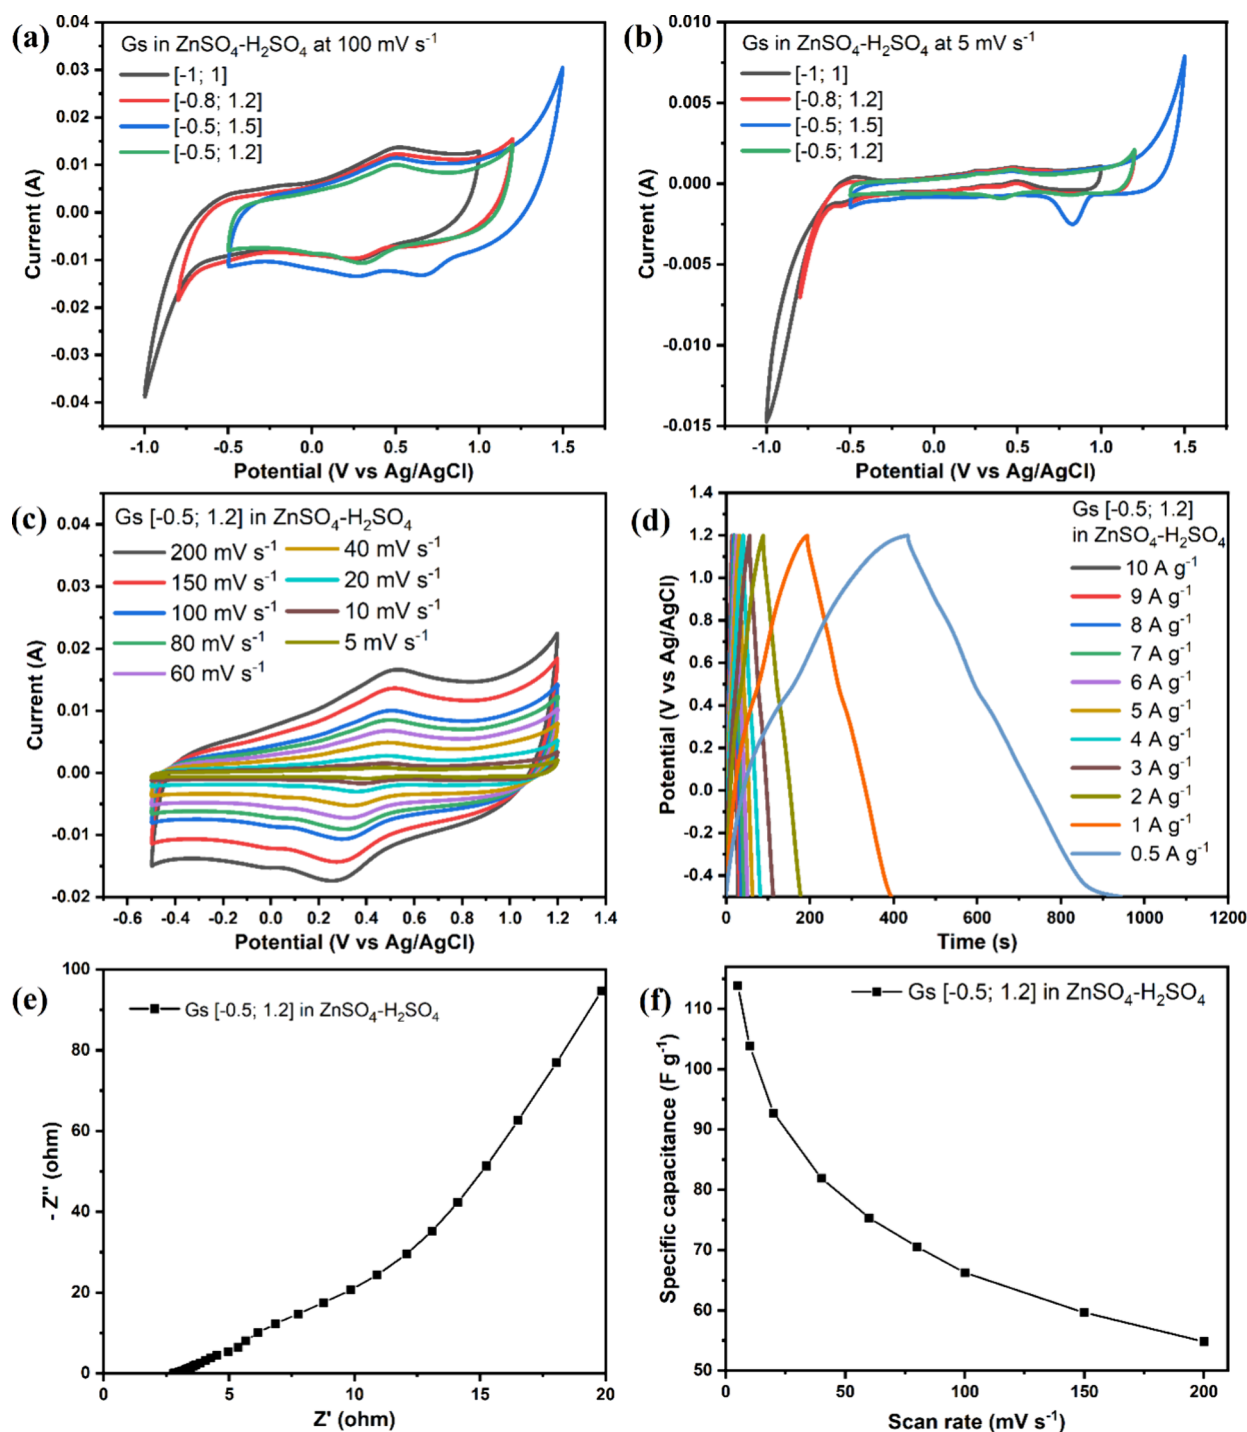 (a)
Gs in ZnSO4-H2SO4 at 100 mV s-1
[-1; 1]
[-0.8; 1.2]
[-0.5; 1.5]
[-0.5; 1.2]
0.04
0.03
0.02
0.01
0.00
-0.01
-0.02
-0.03
-0.04
Current (A)
-1.0 -0.5 0.0 0.5 1.0 1.5
Potential (V vs Ag/AgCl)
(b)
Gs in ZnSO4-H2SO4 at 5 mV s-1
[-1; 1]
[-0.8; 1.2]
[-0.5; 1.5]
[-0.5; 1.2]
0.010
0.005
0.000
-0.005
-0.010
-0.015
Current (A)
-1.0 -0.5 0.0 0.5 1.0 1.5
Potential (V vs Ag/AgCl)
(c)
Gs [-0.5; 1.2] in ZnSO4-H2SO4
200 mV s-1
150 mV s-1
100 mV s-1
80 mV s-1
60 mV s-1
40 mV s-1
20 mV s-1
10 mV s-1
5 mV s-1
0.04
0.03
0.02
0.01
0.00
-0.01
-0.02
Current (A)
-0.6 -0.4 -0.2 0.0 0.2 0.4 0.6 0.8 1.0 1.2 1.4
Potential (V vs Ag/AgCl)
(d)
Gs [-0.5; 1.2]
in ZnSO4-H2SO4
10 A g-1
9 A g-1
8 A g-1
7 A g-1
6 A g-1
5 A g-1
4 A g-1
3 A g-1
2 A g-1
1 A g-1
0.5 A g-1
1.4
1.2
1.0
0.8
0.6
0.4
0.2
0.0
-0.2
-0.4
Potential (V vs Ag/AgCl)
0 200 400 600 800 1000 1200
Time (s)
(e)
Gs [-0.5; 1.2] in ZnSO4-H2SO4
100
80
60
40
20
0
- Z'' (ohm)
0 5 10 15 20
Z' (ohm)
(f)
Gs [-0.5; 1.2] in ZnSO4-H2SO4
110
100
90
80
70
60
50
Specific capacitance (F g-1)
0 50 100 150 200
Scan rate (mV s-1)